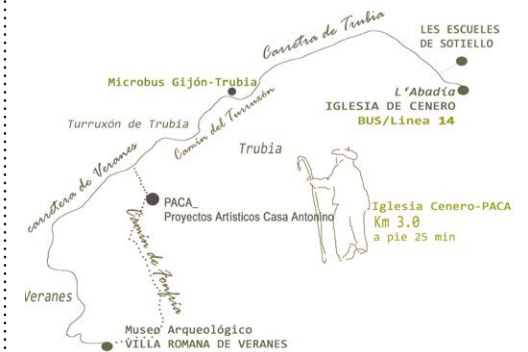 Carretra de Trubia
LES ESCUELES
DE SOTIELLO
Microbus Gijón-Trubia
L'Abadía
IGLESIA DE CENERO
BUS/Linea 14
Turruxón de Trubia
Camín del Turruxón
Trubia
carretera de Veranes
PACA_
Proyectos Artísticos Casa Antonino
Iglesia Cenero-PACA
Km 3.0
a pie 25 min
Camín de Fonfría
Veranes
Museo Arqueológico
VILLA ROMANA DE VERANES